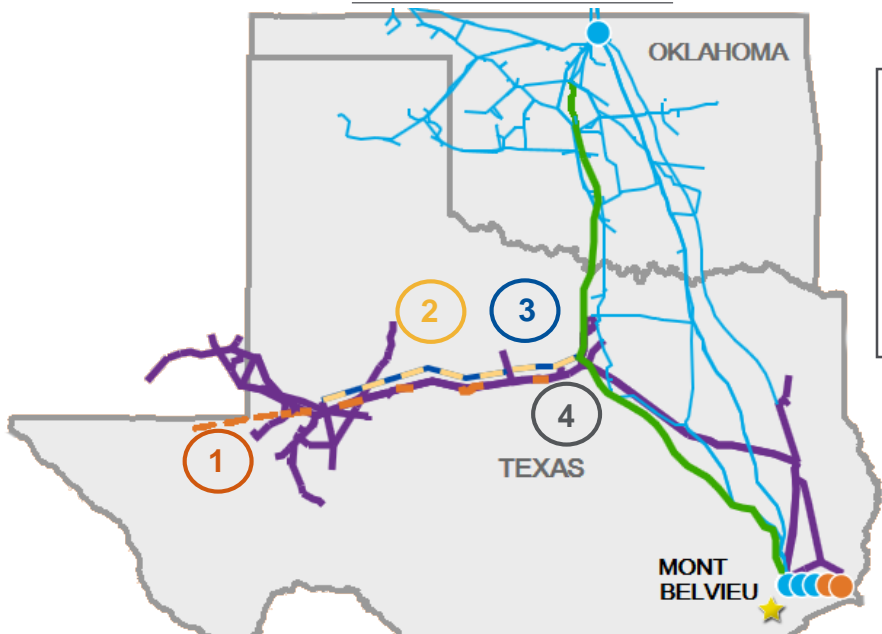 OKLAHOMA
2
3
4
1
TEXAS
MONT
BELVIEU